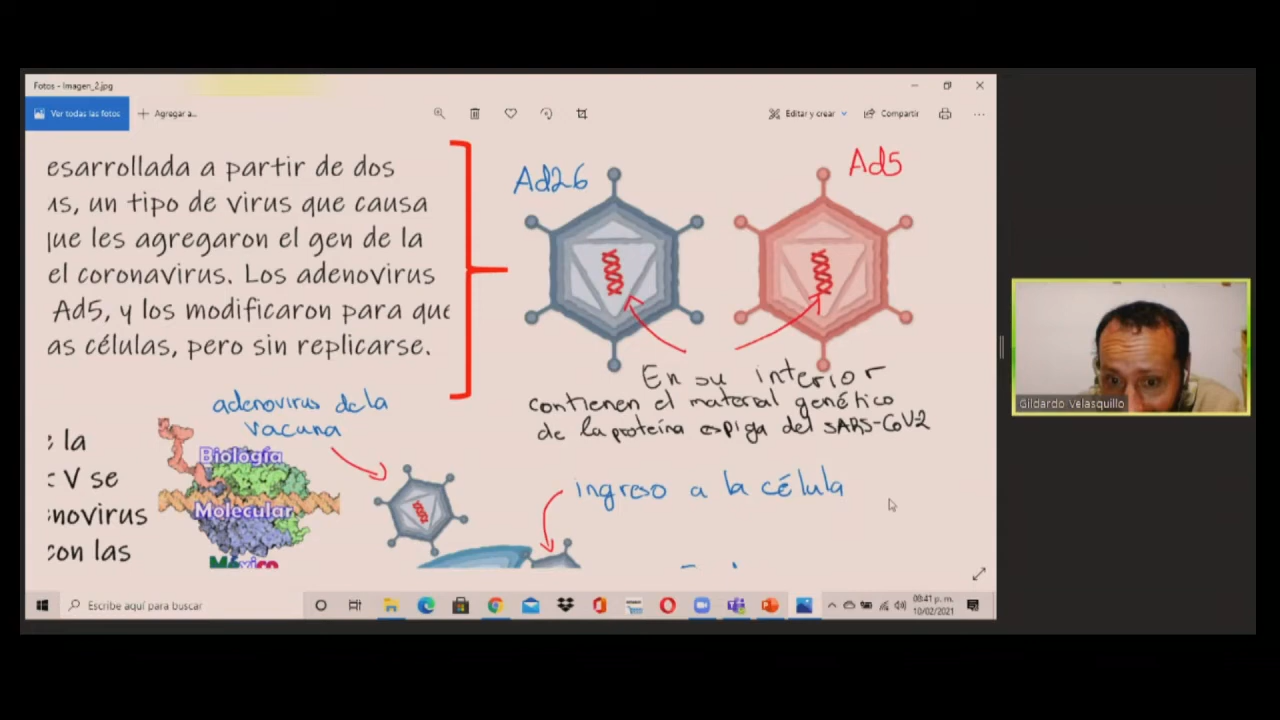 Fotos - Imagen_2.jpg
Ver todas las fotos
Agregar a...
Editar y crear
Compartir
esarrollada a partir de dos
un tipo de virus que causa
ue les agregaron el gen de la
el coronavirus. Los adenovirus
Ad5, y los modificaron para que
as células, pero sin replicarse.
Ad26
Ad5
En su interior
contienen el material genético
de la proteína espiga del SARS-CoV-2
adenovirus de la
vacuna
la
V se
novirus
con las
Biología
Molecular
México
ingreso a la célula
Gildardo Velasquillo
Escribe aquí para buscar
08:41 p. m.
10/02/2021